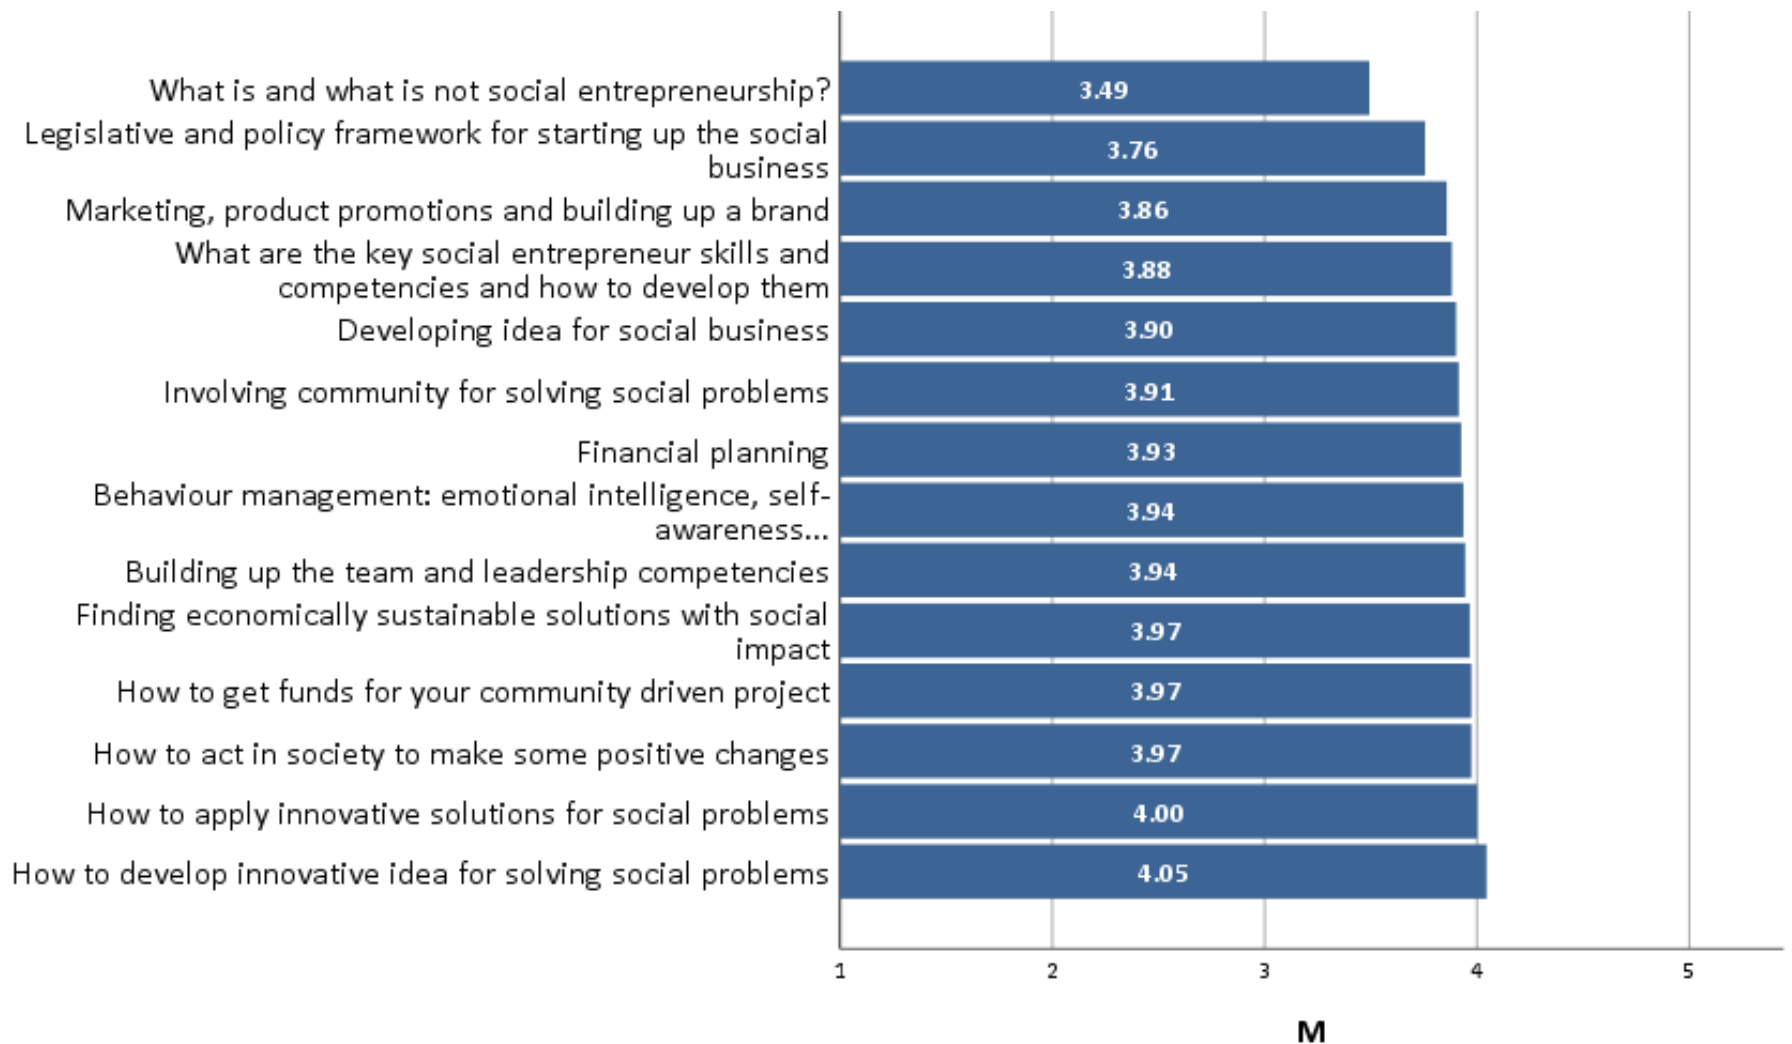 What is and what is not social entrepreneurship?
3.49
Legislative and policy framework for starting up the social
business
3.76
Marketing, product promotions and building up a brand
3.86
What are the key social entrepreneur skills and
competencies and how to develop them
3.88
Developing idea for social business
3.90
Involving community for solving social problems
3.91
Financial planning
3.93
Behaviour management: emotional intelligence, self-
awareness...
3.94
Building up the team and leadership competencies
3.94
Finding economically sustainable solutions with social
impact
3.97
How to get funds for your community driven project
3.97
How to act in society to make some positive changes
3.97
How to apply innovative solutions for social problems
4.00
How to develop innovative idea for solving social problems
4.05
1 2 3 4 5
M